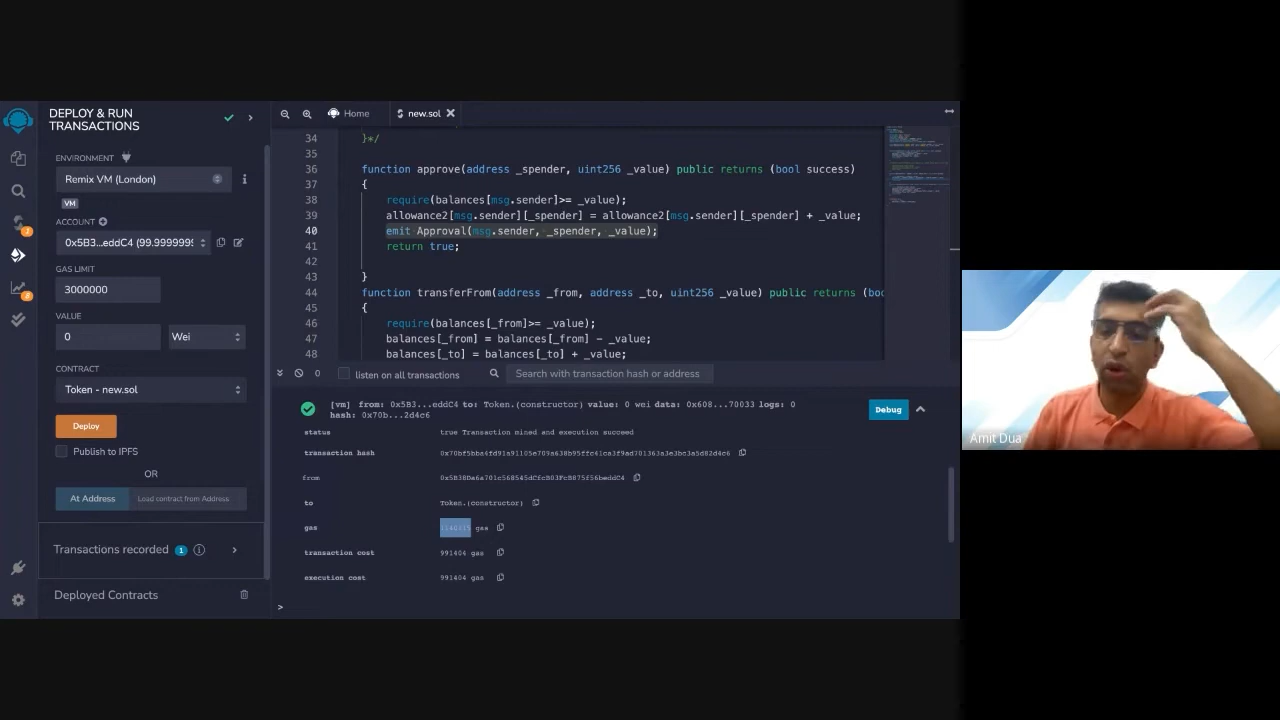 DEPLOY & RUN
TRANSACTIONS
ENVIRONMENT
Remix VM (London)
VM
ACCOUNT
0x5B3...eddC4 (99.9999999
GAS LIMIT
3000000
VALUE
0
Wei
CONTRACT
Token - new.sol
Deploy
Publish to IPFS
OR
At Address
Load contract from Address
Transactions recorded 1
Deployed Contracts
Home
new.sol
34 }*/
35
36 function approve(address _spender, uint256 _value) public returns (bool success)
37 {
38 require(balances[msg.sender]>= _value);
39 allowance2[msg.sender][_spender] = allowance2[msg.sender][_spender] + _value;
40 emit Approval(msg.sender, _spender, _value);
41 return true;
42
43 }
44 function transferFrom(address _from, address _to, uint256 _value) public returns (boo
45 {
46 require(balances[_from]>= _value);
47 balances[_from] = balances[_from] - _value;
48 balances[_to] = balances[_to] + _value;
0
listen on all transactions
Search with transaction hash or address
[vm] from: 0x5B3...eddC4 to: Token.(constructor) value: 0 wei data: 0x608...70033 logs: 0
hash: 0x70b...2d4c6
Debug
status true Transaction mined and execution succeed
transaction hash
from 0x5B38Da6a701c568545dCfcB03FcB875f56beddC4
to Token.(constructor)
gas gas
transaction cost 991404 gas
execution cost 991404 gas
>
Amit Dua